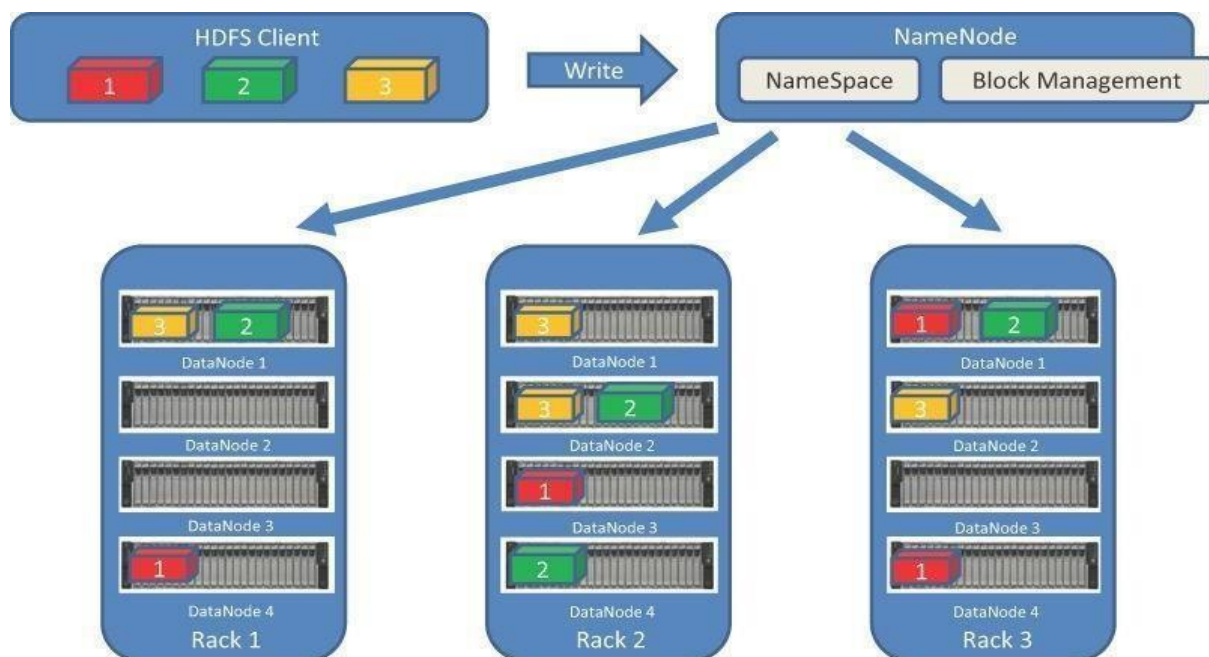 HDFS Client
1 2 3
Write
NameNode
NameSpace Block Management
3 2
DataNode 1
DataNode 2
DataNode 3
1
DataNode 4
Rack 1
3
DataNode 1
3 2
DataNode 2
1
DataNode 3
2
DataNode 4
Rack 2
1 2
DataNode 1
3
DataNode 2
DataNode 3
1
DataNode 4
Rack 3